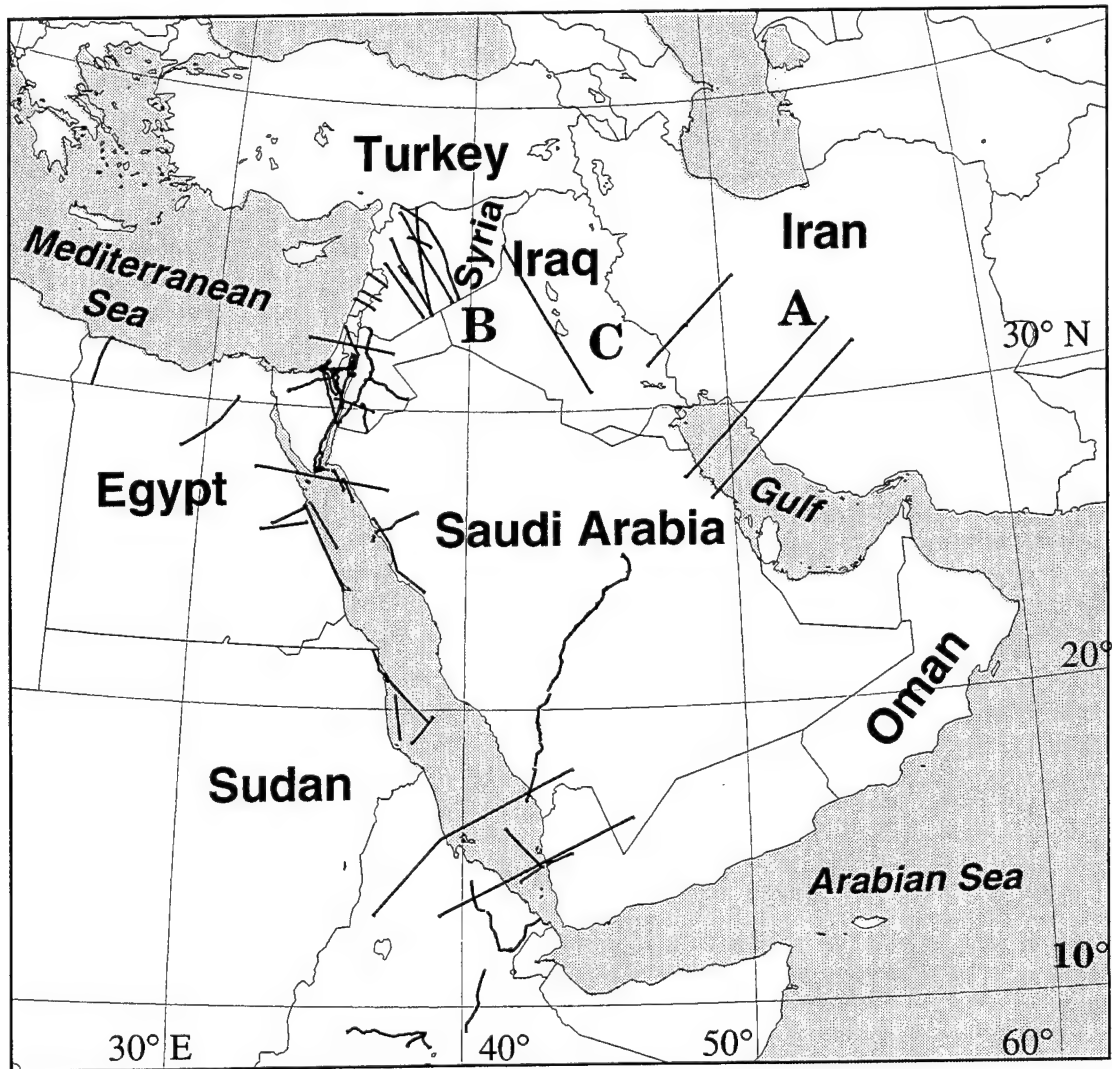 Turkey
Syria
Iraq
Iran
Mediterranean
Sea
B
C
A
30° N
Egypt
Saudi Arabia
Gulf
Oman
20°
Sudan
Arabian Sea
10°
30° E
40°
50°
60°